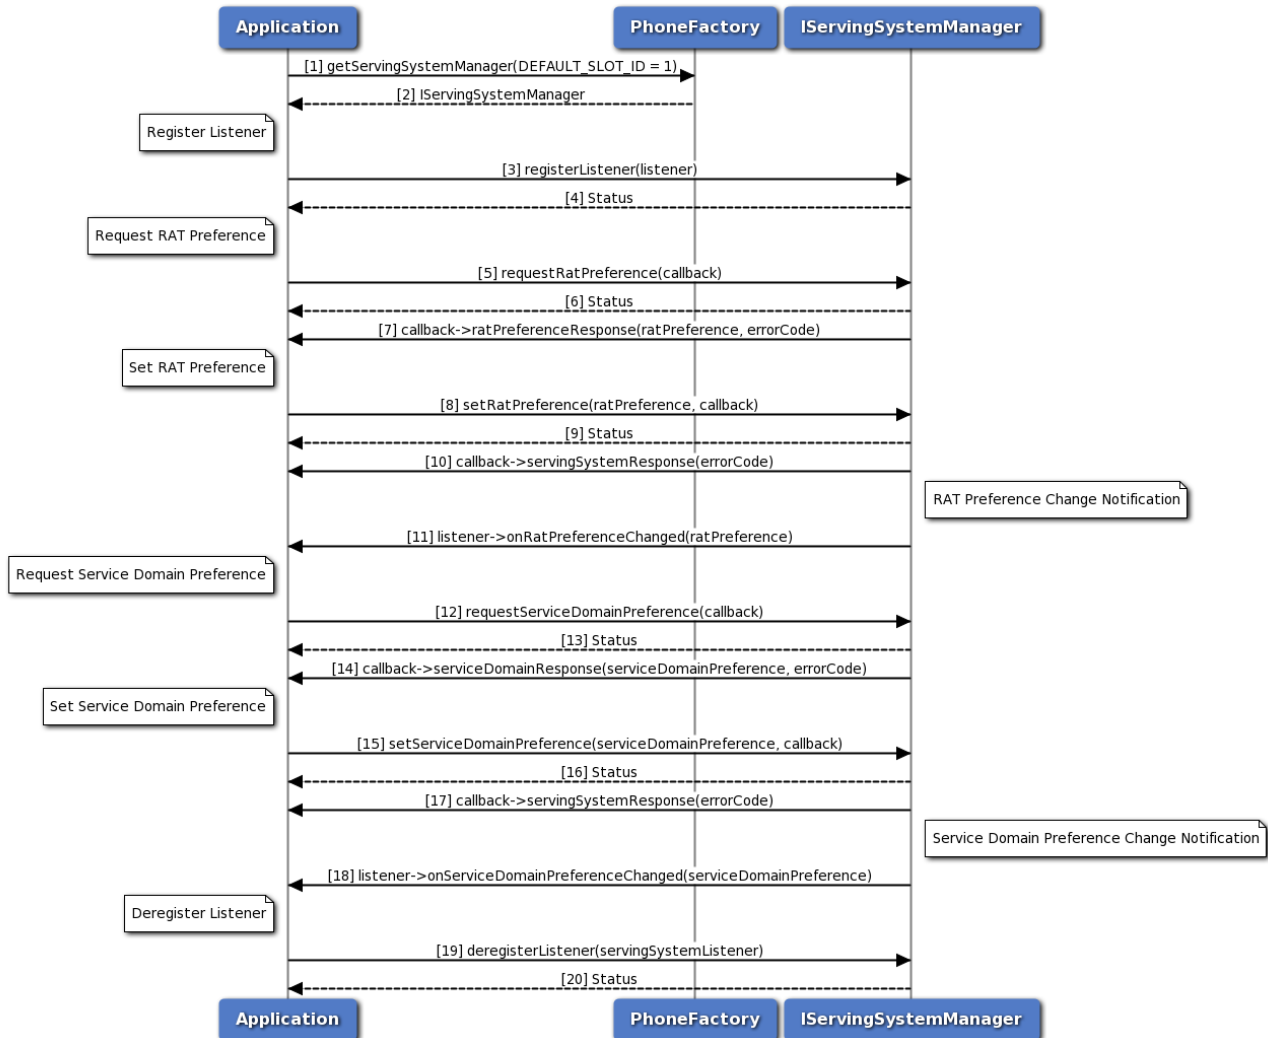 Application PhoneFactory IServingSystemManager
[1] getServingSystemManager(DEFAULT_SLOT_ID = 1)
[2] IServingSystemManager
Register Listener
[3] registerListener(listener)
[4] Status
Request RAT Preference
[5] requestRatPreference(callback)
[6] Status
[7] callback->ratPreferenceResponse(ratPreference, errorCode)
Set RAT Preference
[8] setRatPreference(ratPreference, callback)
[9] Status
[10] callback->servingSystemResponse(errorCode)
RAT Preference Change Notification
[11] listener->onRatPreferenceChanged(ratPreference)
Request Service Domain Preference
[12] requestServiceDomainPreference(callback)
[13] Status
[14] callback->serviceDomainResponse(serviceDomainPreference, errorCode)
Set Service Domain Preference
[15] setServiceDomainPreference(serviceDomainPreference, callback)
[16] Status
[17] callback->servingSystemResponse(errorCode)
Service Domain Preference Change Notification
[18] listener->onServiceDomainPreferenceChanged(serviceDomainPreference)
Deregister Listener
[19] deregisterListener(servingSystemListener)
[20] Status
Application PhoneFactory IServingSystemManager